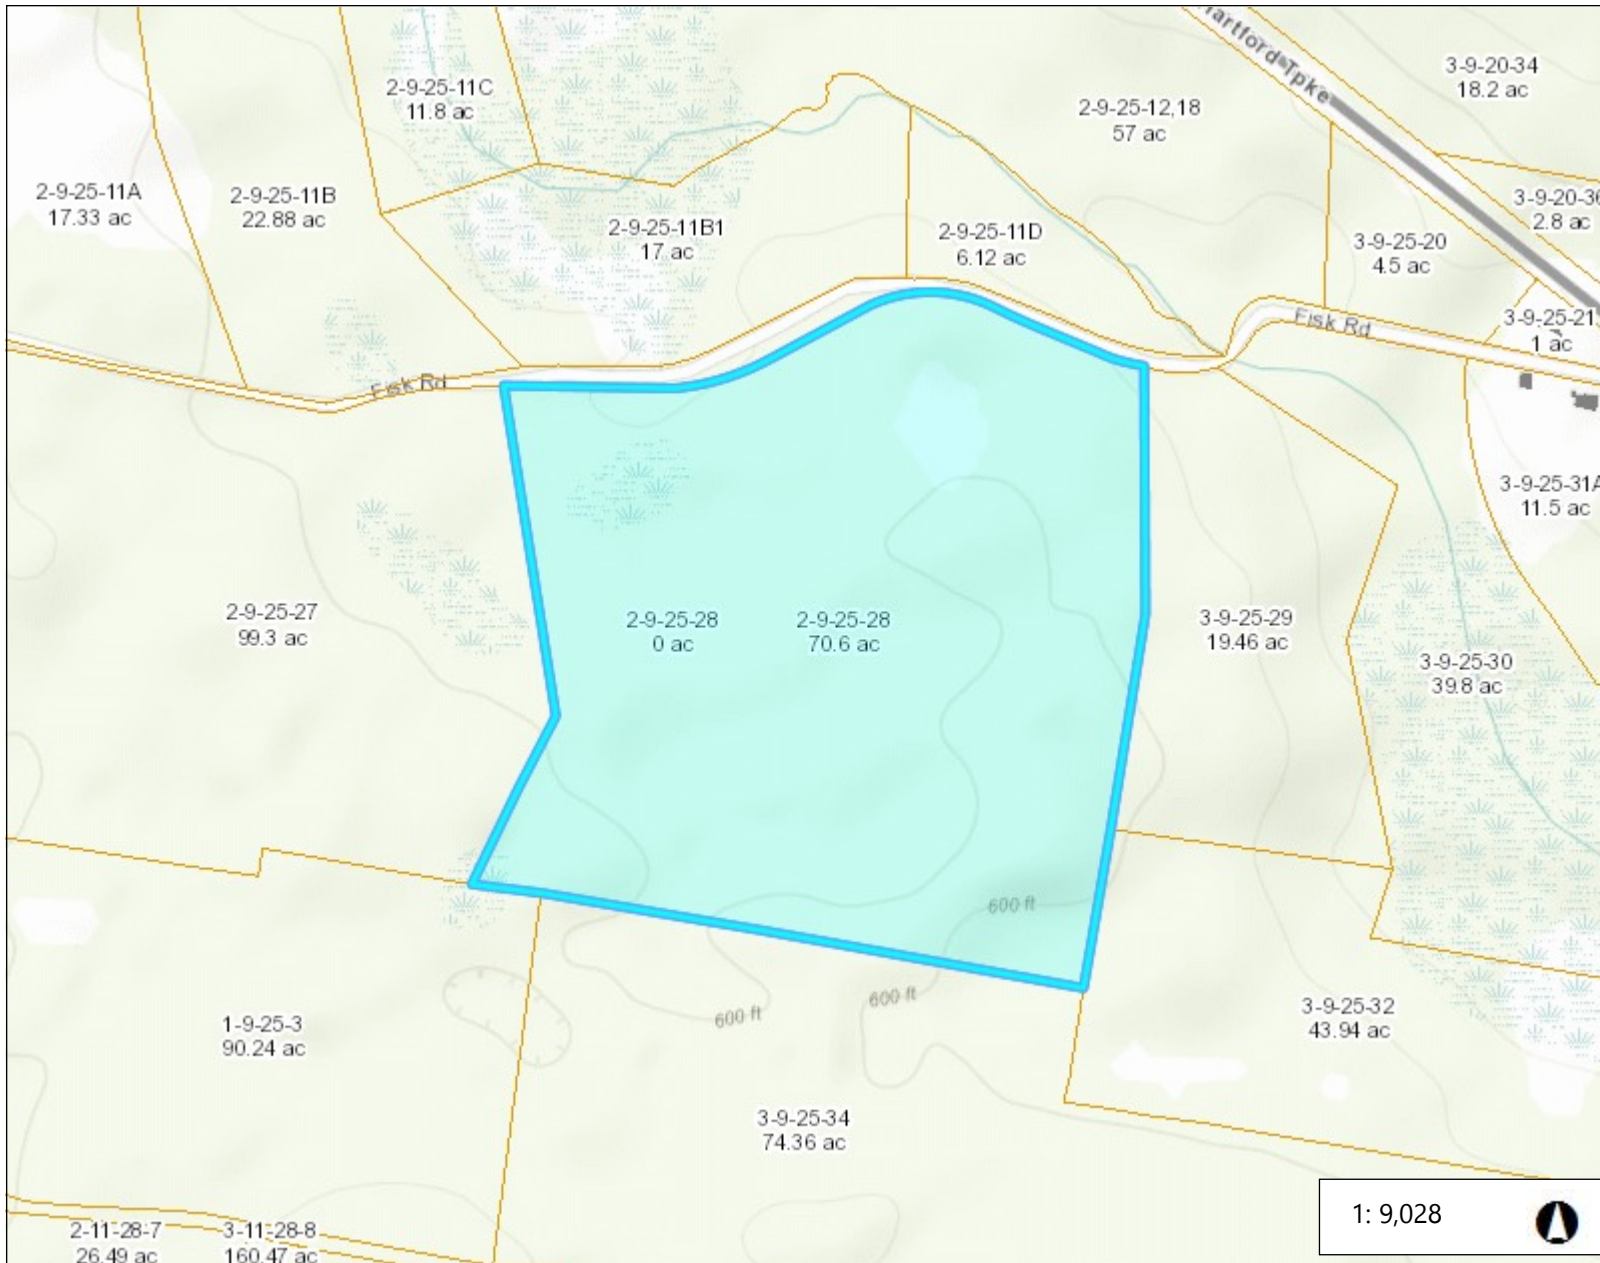 Hartford Tpke
3-9-20-34
18.2 ac
2-9-25-11C
11.8 ac
2-9-25-12,18
57 ac
2-9-25-11A
17.33 ac
2-9-25-11B
22.88 ac
3-9-20-36
2.8 ac
2-9-25-11B1
17 ac
2-9-25-11D
6.12 ac
3-9-25-20
4.5 ac
Fisk Rd
3-9-25-21
1 ac
Fisk Rd
3-9-25-31A
11.5 ac
2-9-25-27
99.3 ac
2-9-25-28
0 ac
2-9-25-28
70.6 ac
3-9-25-29
19.46 ac
3-9-25-30
39.8 ac
600 ft
600 ft
600 ft
1-9-25-3
90.24 ac
3-9-25-32
43.94 ac
3-9-25-34
74.36 ac
1: 9,028
2-11-28-7
26.49 ac
3-11-28-8
160.47 ac